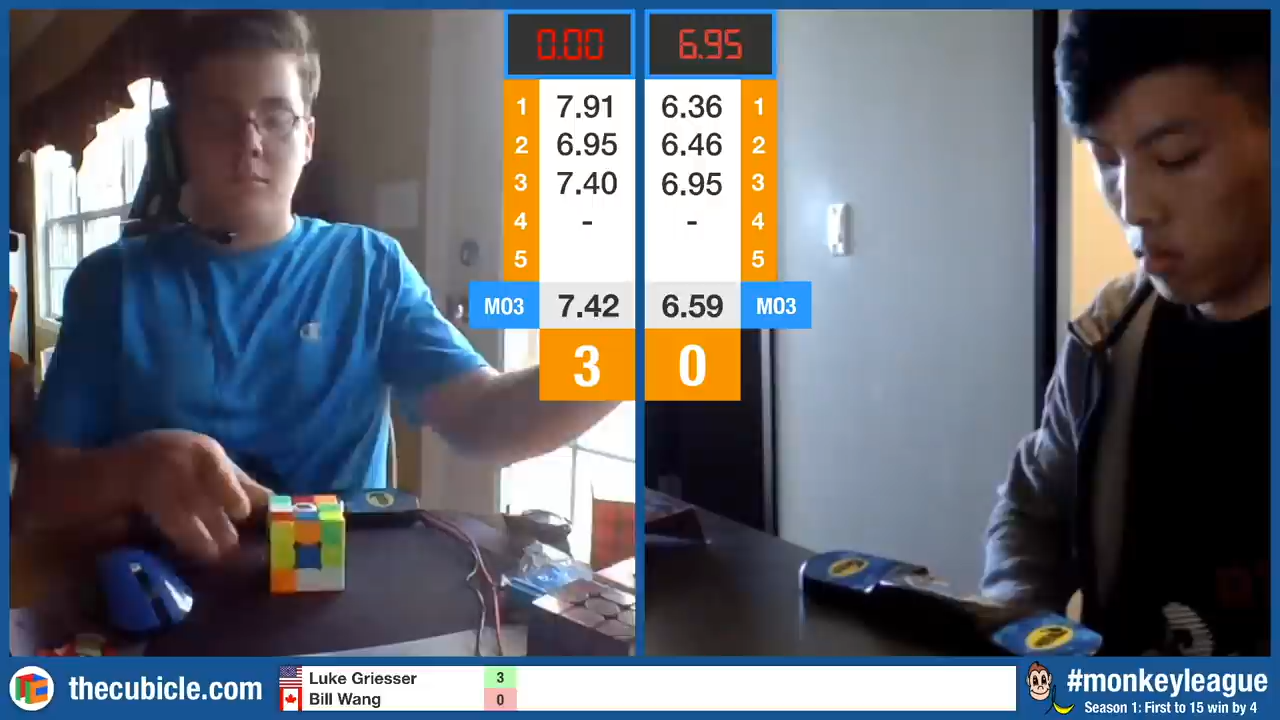 0.00 6.95
1 7.91 6.36 1
2 6.95 6.46 2
3 7.40 6.95 3
4 - - 4
5 5
MO3 7.42 6.59 MO3
3 0
thecubicle.com
Luke Griesser 3
Bill Wang 0
#monkeyleague
Season 1: First to 15 win by 4